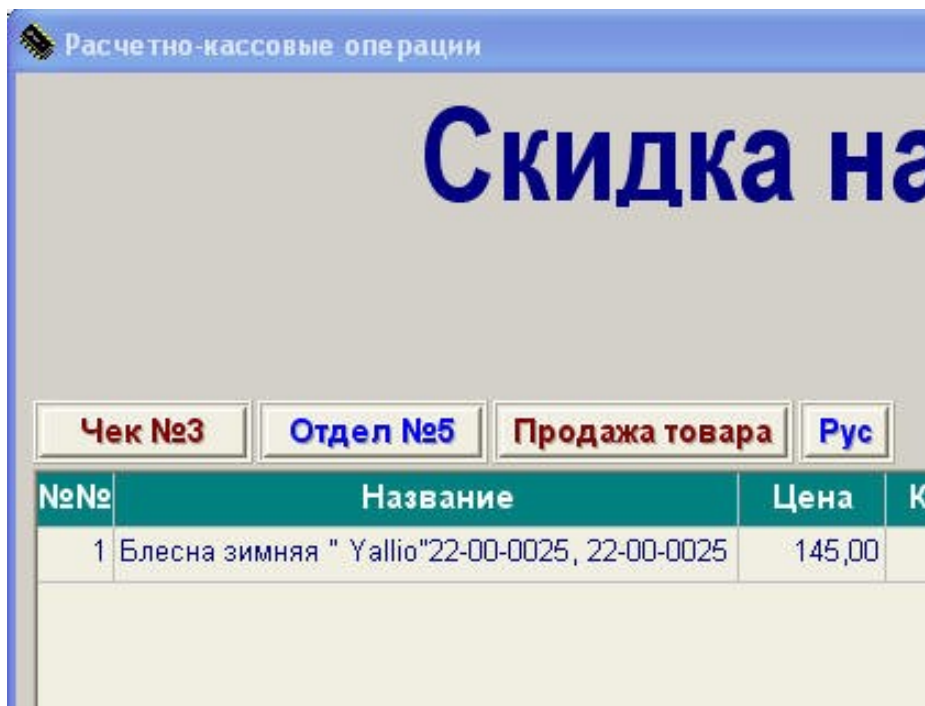 Расчетно-кассовые операции
Скидка на
Чек №3 Отдел №5 Продажа товара Рус
№№ Название Цена К
1 Блесна зимняя " Yallio"22-00-0025, 22-00-0025 145,00